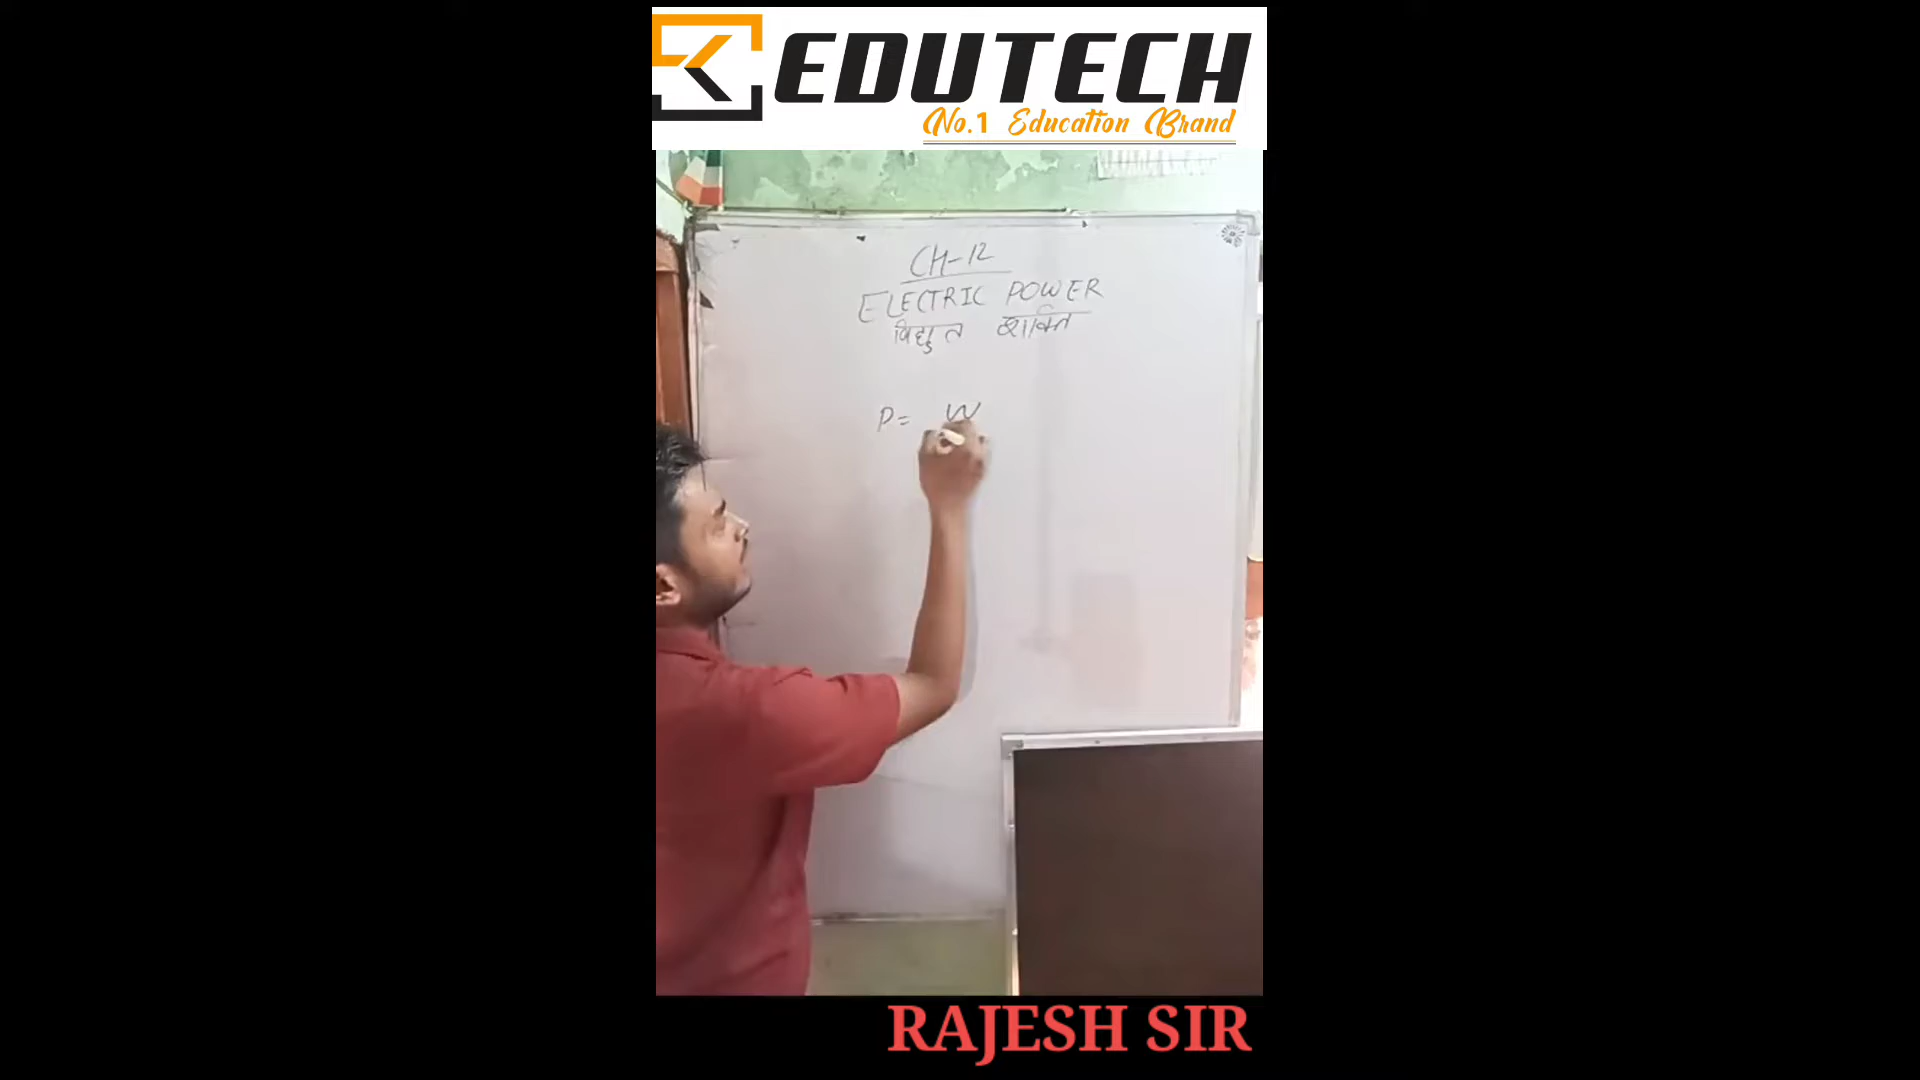 EDUTECH
No.1 Education Brand
CH-12
ELECTRIC POWER
विद्युत शक्ति
P = W
RAJESH SIR